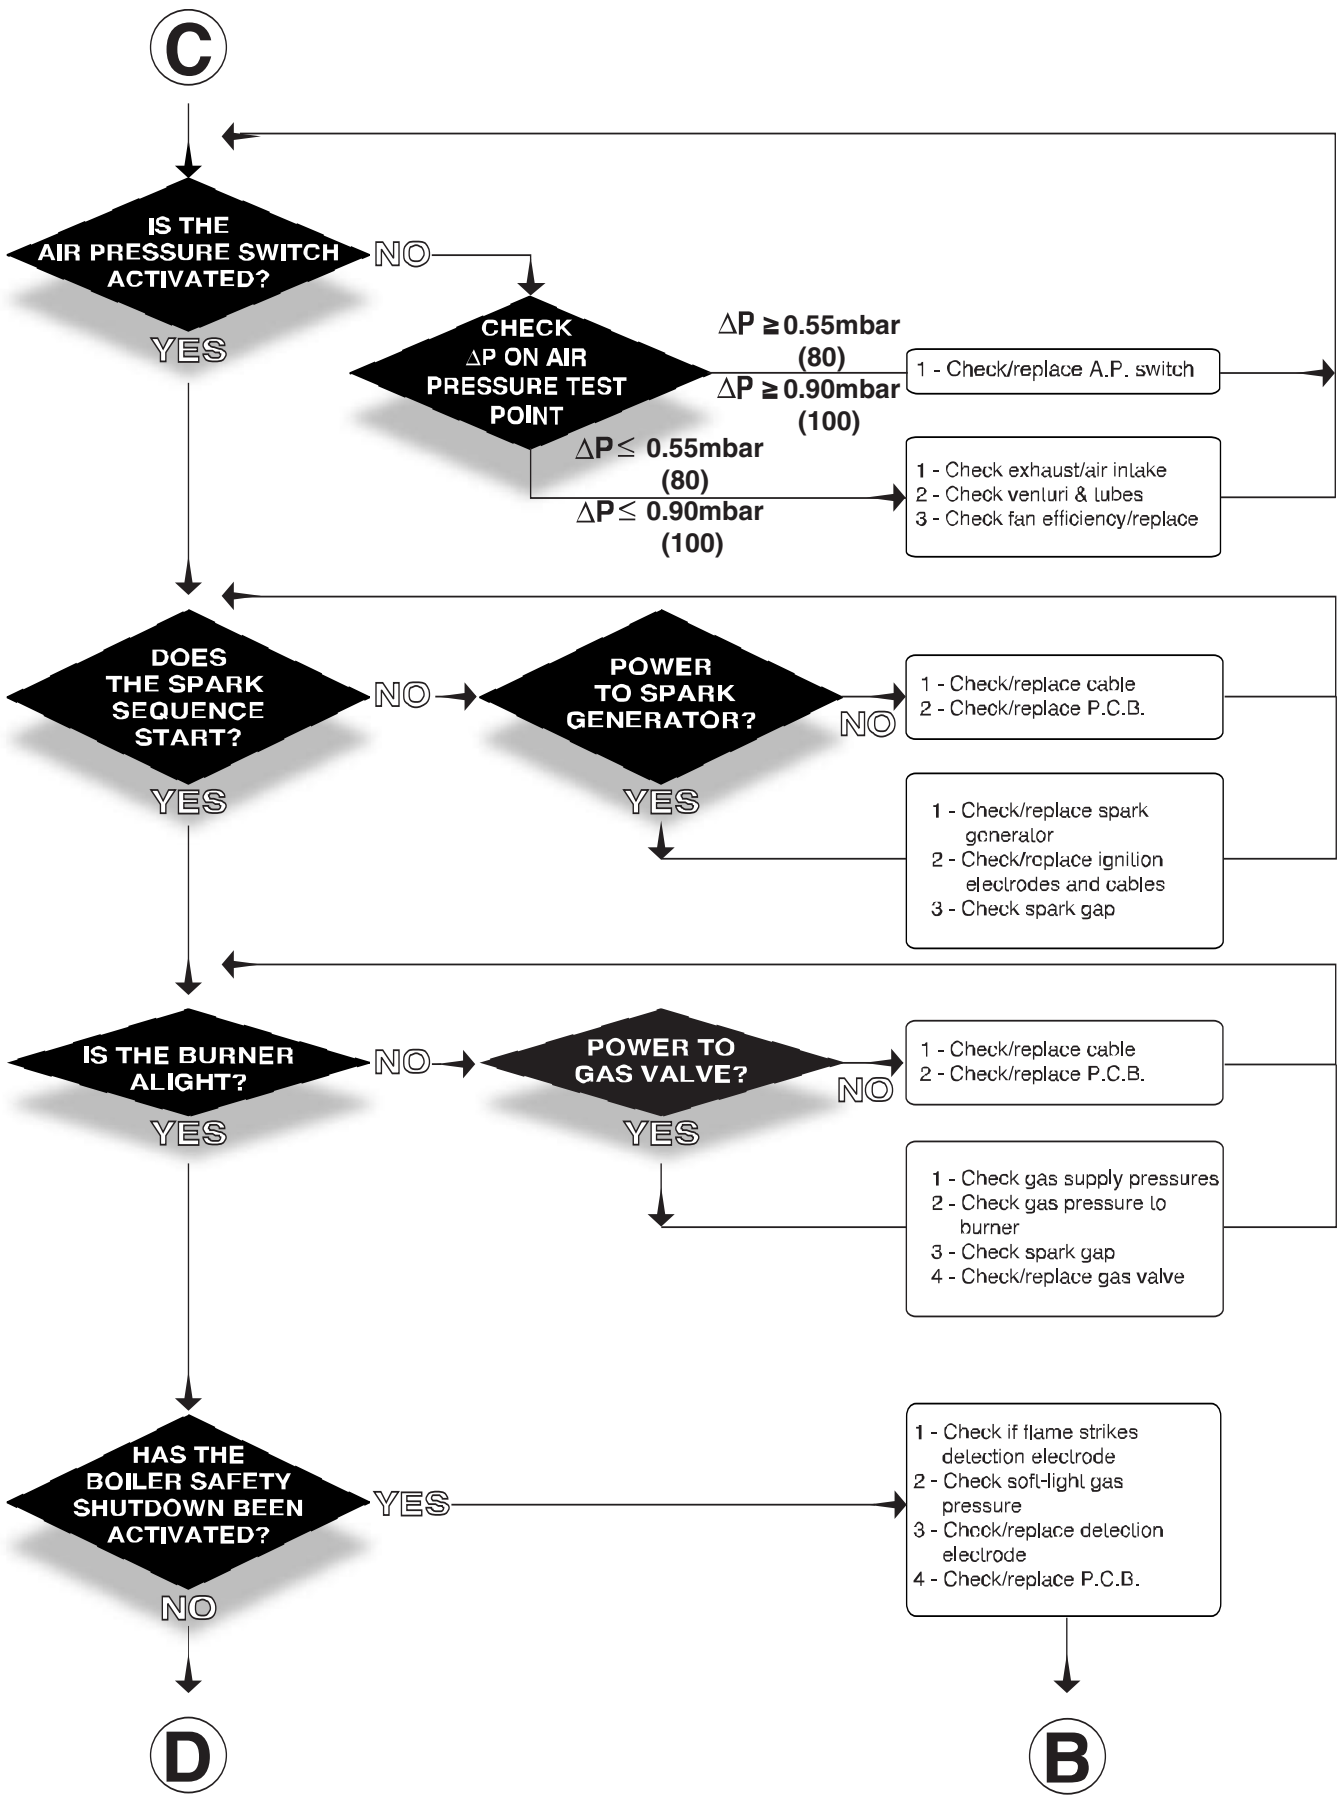 C
IS THE
AIR PRESSURE SWITCH
ACTIVATED?
NO
YES
CHECK
ΔP ON AIR
PRESSURE TEST
POINT
ΔP ≧ 0.55mbar
(80)
ΔP ≧ 0.90mbar
(100)
1 - Check/replace A.P. switch
ΔP ≤ 0.55mbar
(80)
ΔP ≤ 0.90mbar
(100)
1 - Check exhaust/air intake
2 - Check venturi & tubes
3 - Check fan efficiency/replace
DOES
THE SPARK
SEQUENCE
START?
NO
YES
POWER
TO SPARK
GENERATOR?
NO
YES
1 - Check/replace cable
2 - Check/replace P.C.B.
1 - Check/replace spark
generator
2 - Check/replace ignition
electrodes and cables
3 - Check spark gap
IS THE BURNER
ALIGHT?
NO
YES
POWER TO
GAS VALVE?
NO
YES
1 - Check/replace cable
2 - Check/replace P.C.B.
1 - Check gas supply pressures
2 - Check gas pressure to
burner
3 - Check spark gap
4 - Check/replace gas valve
HAS THE
BOILER SAFETY
SHUTDOWN BEEN
ACTIVATED?
YES
NO
1 - Check if flame strikes
detection electrode
2 - Check soft-light gas
pressure
3 - Check/replace detection
electrode
4 - Check/replace P.C.B.
D
B